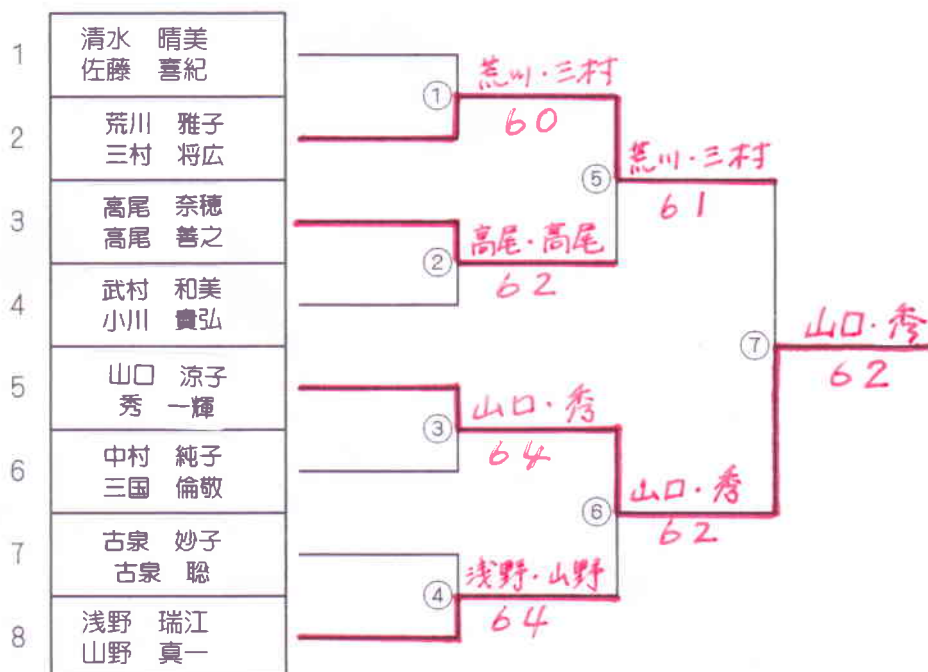 1
清水 晴美
佐藤 喜紀
2
荒川 雅子
三村 将広
3
高尾 奈穂
高尾 善之
4
武村 和美
小川 貴弘
5
山口 涼子
秀 一輝
6
中村 純子
三国 倫敬
7
古泉 妙子
古泉 聡
8
浅野 瑞江
山野 真一
①
荒川・三村
60
②
高尾・高尾
62
③
山口・秀
64
④
浅野・山野
64
⑤
荒川・三村
61
⑥
山口・秀
62
⑦
山口・秀
62